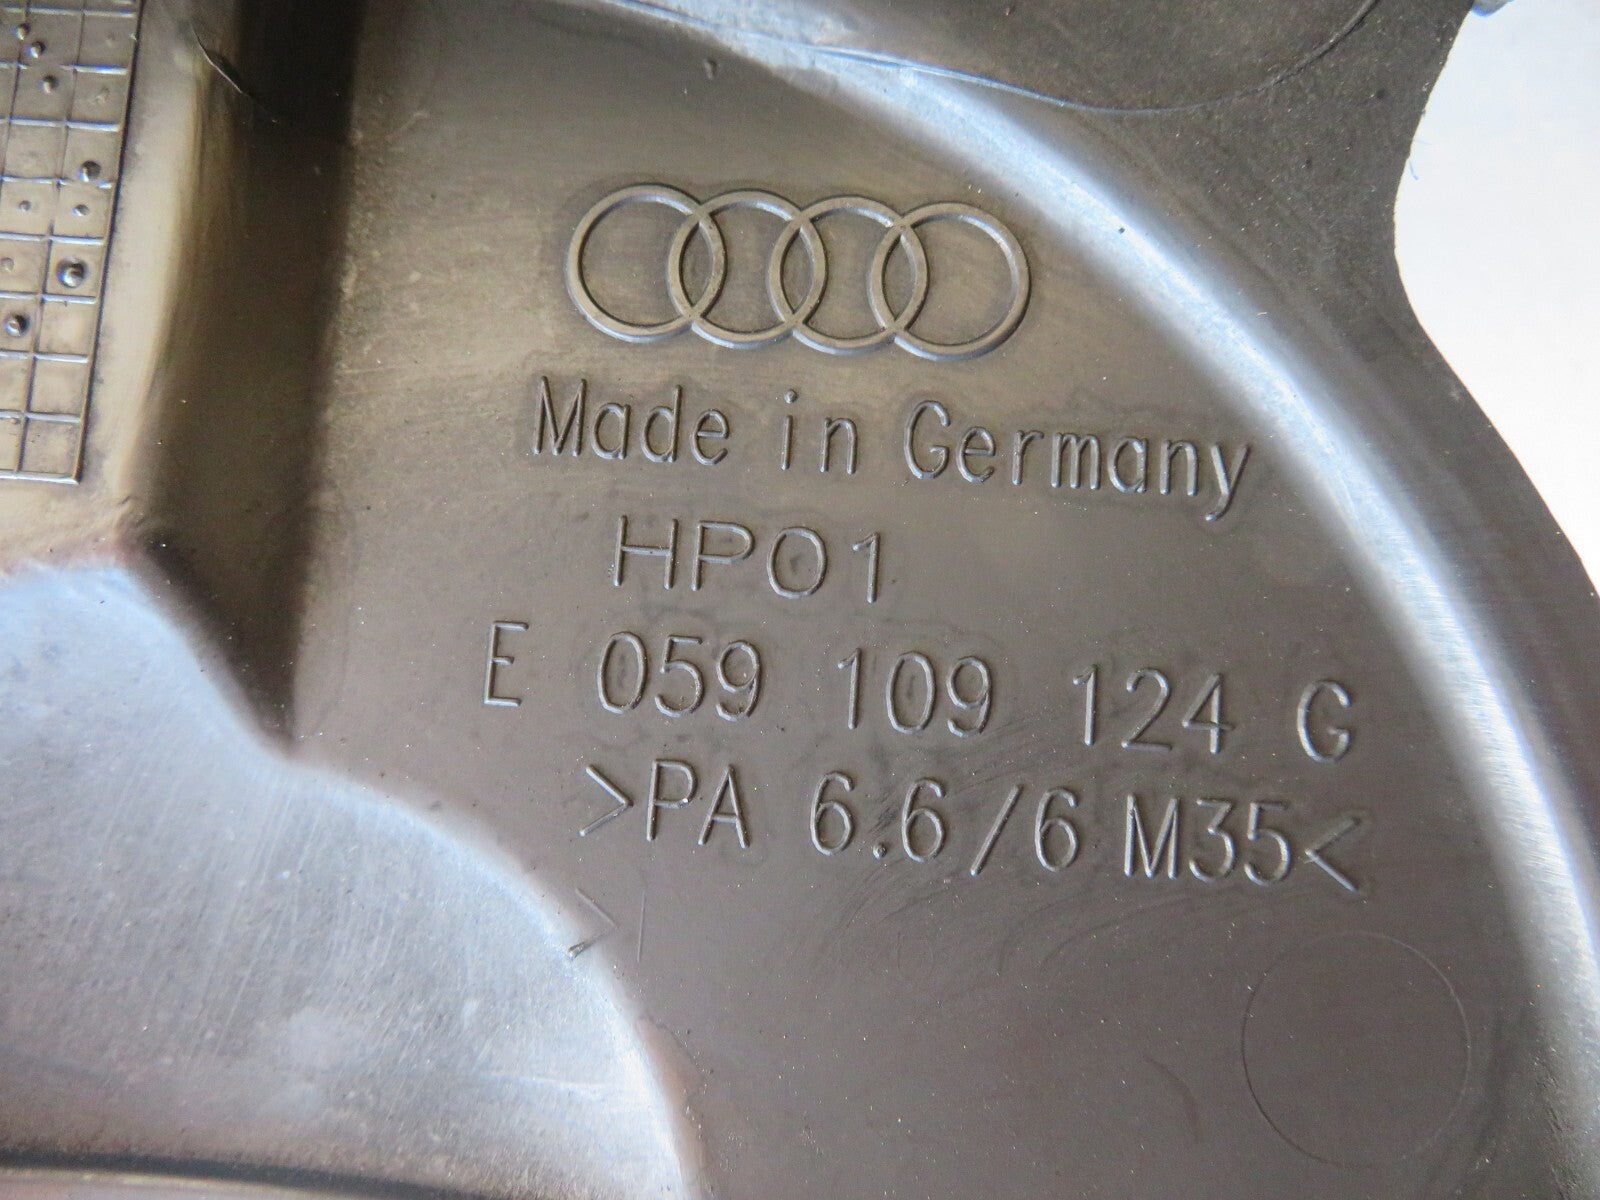 Made in Germany
HP01
E 059 109 124 G
>PA 6.6/6 M35<
>